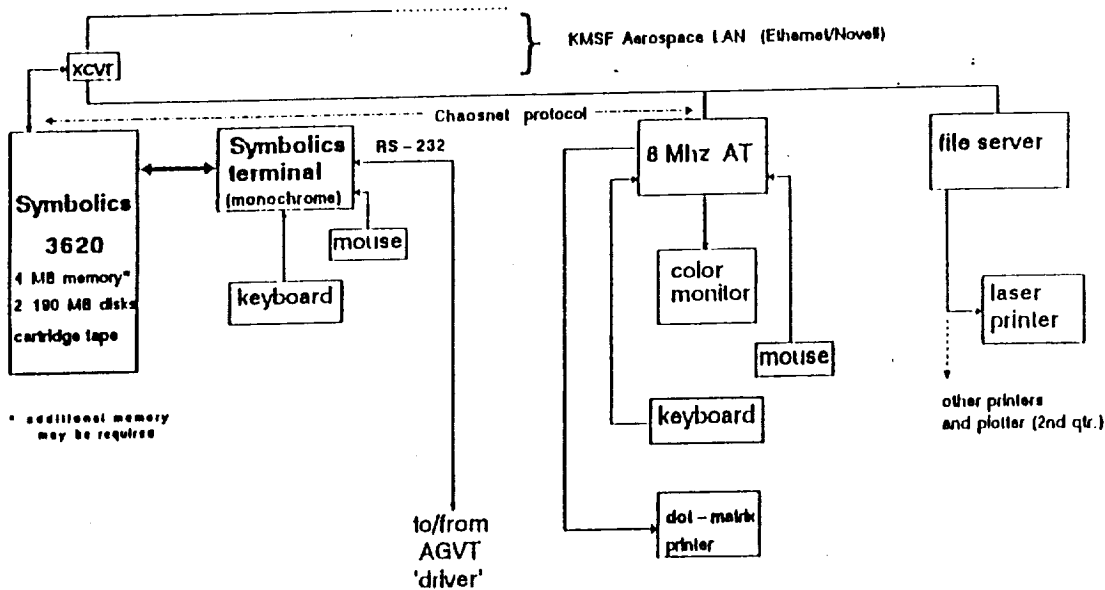 KMSF Aerospace LAN (Ethernet/Novell)
xcvr
Chaosnet protocol
Symbolics
3620
4 MB memory*
2 190 MB disks
cartridge tape
Symbolics
terminal
(monochrome)
RS-232
mouse
keyboard
8 Mhz AT
color
monitor
mouse
keyboard
dot-matrix
printer
file server
laser
printer
other printers
and plotter (2nd qtr.)
* additional memory
may be required
to/from
AGVT
'driver'